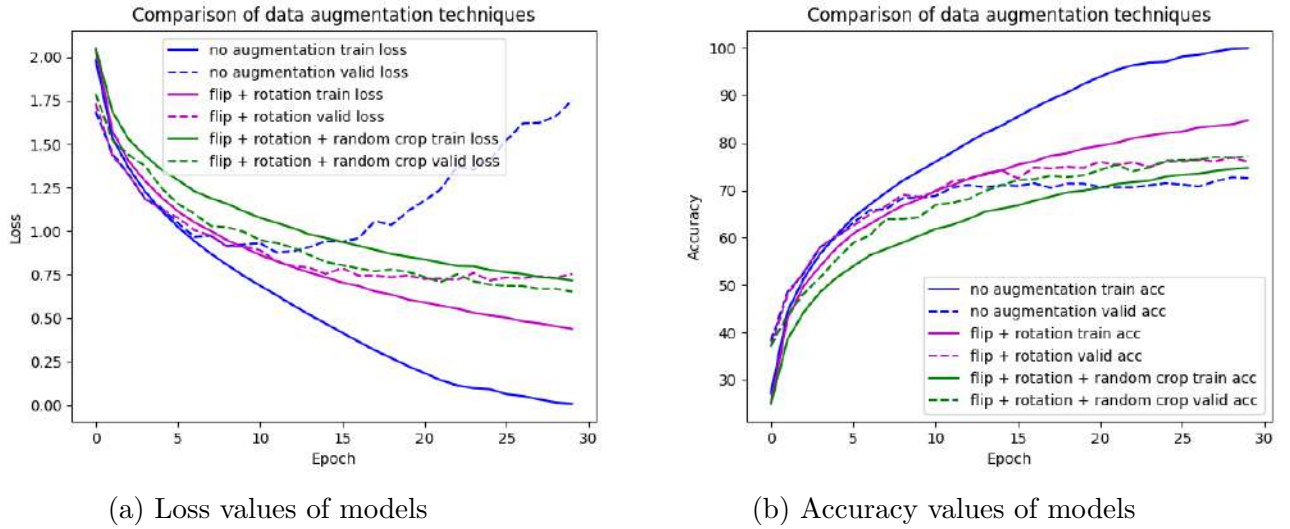 Comparison of data augmentation techniques
no augmentation train loss
no augmentation valid loss
flip + rotation train loss
flip + rotation valid loss
flip + rotation + random crop train loss
flip + rotation + random crop valid loss
2.00
1.75
1.50
1.25
1.00
0.75
0.50
0.25
0.00
Loss
0 5 10 15 20 25 30
Epoch
(a) Loss values of models
Comparison of data augmentation techniques
100
90
80
70
60
50
40
30
Accuracy
no augmentation train acc
no augmentation valid acc
flip + rotation train acc
flip + rotation valid acc
flip + rotation + random crop train acc
flip + rotation + random crop valid acc
0 5 10 15 20 25 30
Epoch
(b) Accuracy values of models